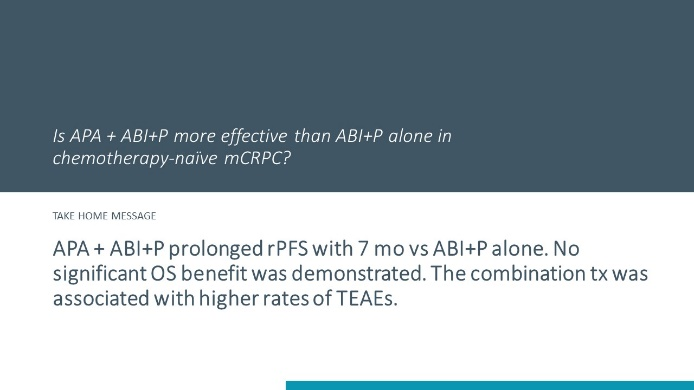 Is APA + ABI+P more effective than ABI+P alone in
chemotherapy-naïve mCRPC?
TAKE HOME MESSAGE
APA + ABI+P prolonged rPFS with 7 mo vs ABI+P alone. No
significant OS benefit was demonstrated. The combination tx was
associated with higher rates of TEAEs.